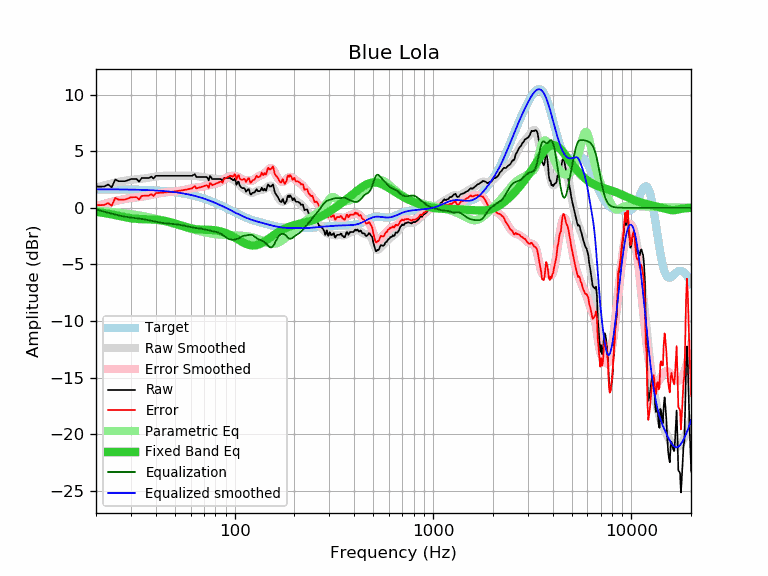 Blue Lola
10
5
0
−5
−10
−15
−20
−25
Amplitude (dBr)
Target
Raw Smoothed
Error Smoothed
Raw
Error
Parametric Eq
Fixed Band Eq
Equalization
Equalized smoothed
100
1000
10000
Frequency (Hz)